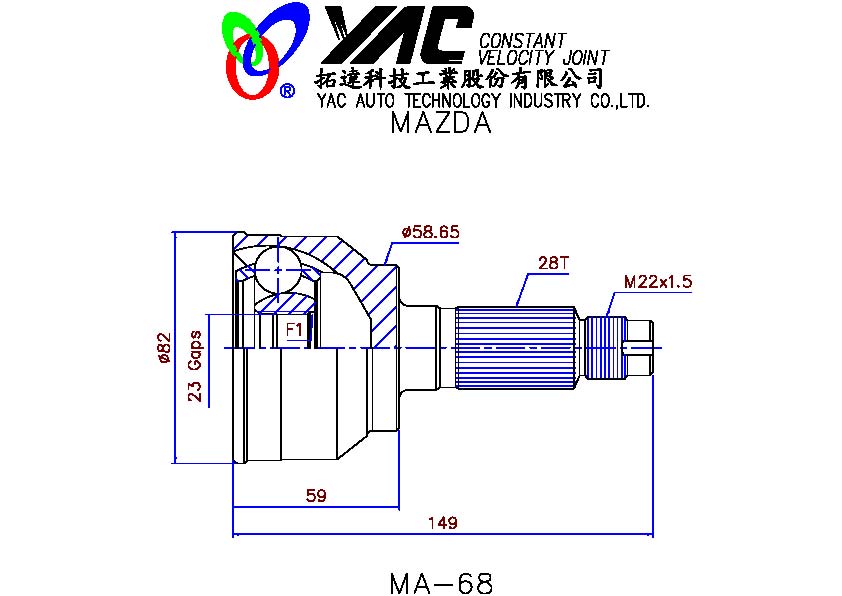 YAC CONSTANT
VELOCITY JOINT
拓達科技工業股份有限公司
® YAC AUTO TECHNOLOGY INDUSTRY CO.,LTD.
MAZDA
ø58.65
28T
M22x1.5
F1
ø82
23 Gaps
59
149
MA-68